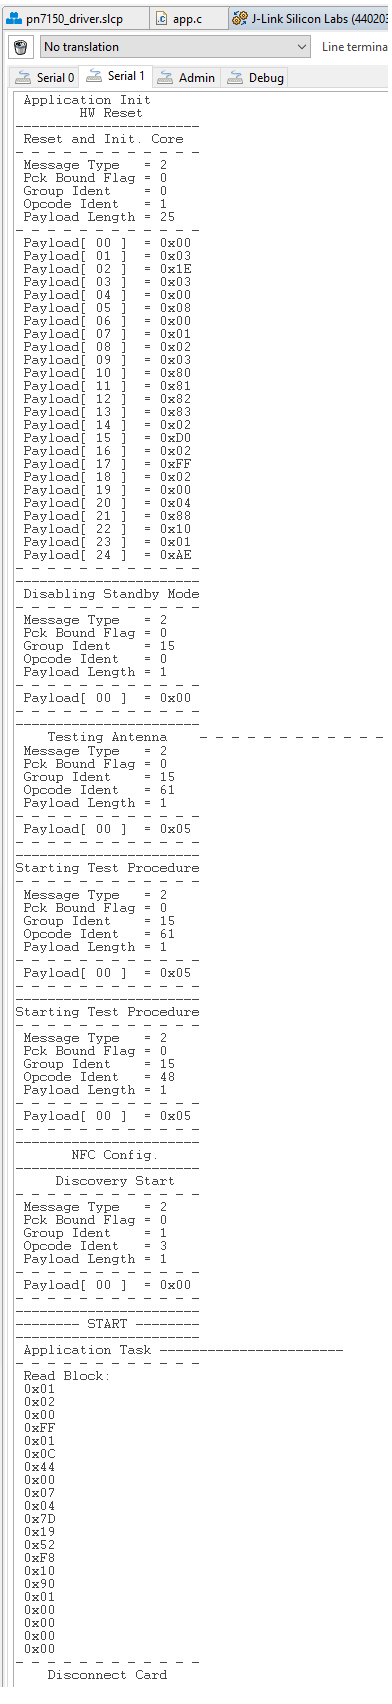 pn7150_driver.slcp app.c J-Link Silicon Labs (44020
No translation Line termina
Serial 0 Serial 1 Admin Debug
Application Init
HW Reset
-----------------------
Reset and Init. Core
- - - - - - - - - - - -
Message Type = 2
Pck Bound Flag = 0
Group Ident = 0
Opcode Ident = 1
Payload Length = 25
- - - - - - - - - - - -
Payload[ 00 ] = 0x00
Payload[ 01 ] = 0x03
Payload[ 02 ] = 0x1E
Payload[ 03 ] = 0x03
Payload[ 04 ] = 0x00
Payload[ 05 ] = 0x08
Payload[ 06 ] = 0x00
Payload[ 07 ] = 0x01
Payload[ 08 ] = 0x02
Payload[ 09 ] = 0x03
Payload[ 10 ] = 0x80
Payload[ 11 ] = 0x81
Payload[ 12 ] = 0x82
Payload[ 13 ] = 0x83
Payload[ 14 ] = 0x02
Payload[ 15 ] = 0xD0
Payload[ 16 ] = 0x02
Payload[ 17 ] = 0xFF
Payload[ 18 ] = 0x02
Payload[ 19 ] = 0x00
Payload[ 20 ] = 0x04
Payload[ 21 ] = 0x88
Payload[ 22 ] = 0x10
Payload[ 23 ] = 0x01
Payload[ 24 ] = 0xAE
- - - - - - - - - - - -
-----------------------
Disabling Standby Mode
- - - - - - - - - - - -
Message Type = 2
Pck Bound Flag = 0
Group Ident = 15
Opcode Ident = 0
Payload Length = 1
- - - - - - - - - - - -
Payload[ 00 ] = 0x00
- - - - - - - - - - - -
-----------------------
Testing Antenna - - - - - - - - - - - -
Message Type = 2
Pck Bound Flag = 0
Group Ident = 15
Opcode Ident = 61
Payload Length = 1
- - - - - - - - - - - -
Payload[ 00 ] = 0x05
- - - - - - - - - - - -
-----------------------
Starting Test Procedure
- - - - - - - - - - - -
Message Type = 2
Pck Bound Flag = 0
Group Ident = 15
Opcode Ident = 61
Payload Length = 1
- - - - - - - - - - - -
Payload[ 00 ] = 0x05
- - - - - - - - - - - -
-----------------------
Starting Test Procedure
- - - - - - - - - - - -
Message Type = 2
Pck Bound Flag = 0
Group Ident = 15
Opcode Ident = 48
Payload Length = 1
- - - - - - - - - - - -
Payload[ 00 ] = 0x05
- - - - - - - - - - - -
-----------------------
NFC Config.
-----------------------
Discovery Start
- - - - - - - - - - - -
Message Type = 2
Pck Bound Flag = 0
Group Ident = 1
Opcode Ident = 3
Payload Length = 1
- - - - - - - - - - - -
Payload[ 00 ] = 0x00
- - - - - - - - - - - -
-----------------------
-------- START --------
-----------------------
Application Task -----------------------
- - - - - - - - - - - -
Read Block:
0x01
0x02
0x00
0xFF
0x01
0x0C
0x44
0x00
0x07
0x04
0x7D
0x19
0x52
0xF8
0x10
0x90
0x01
0x00
0x00
0x00
0x00
- - - - - - - - - - - -
Disconnect Card